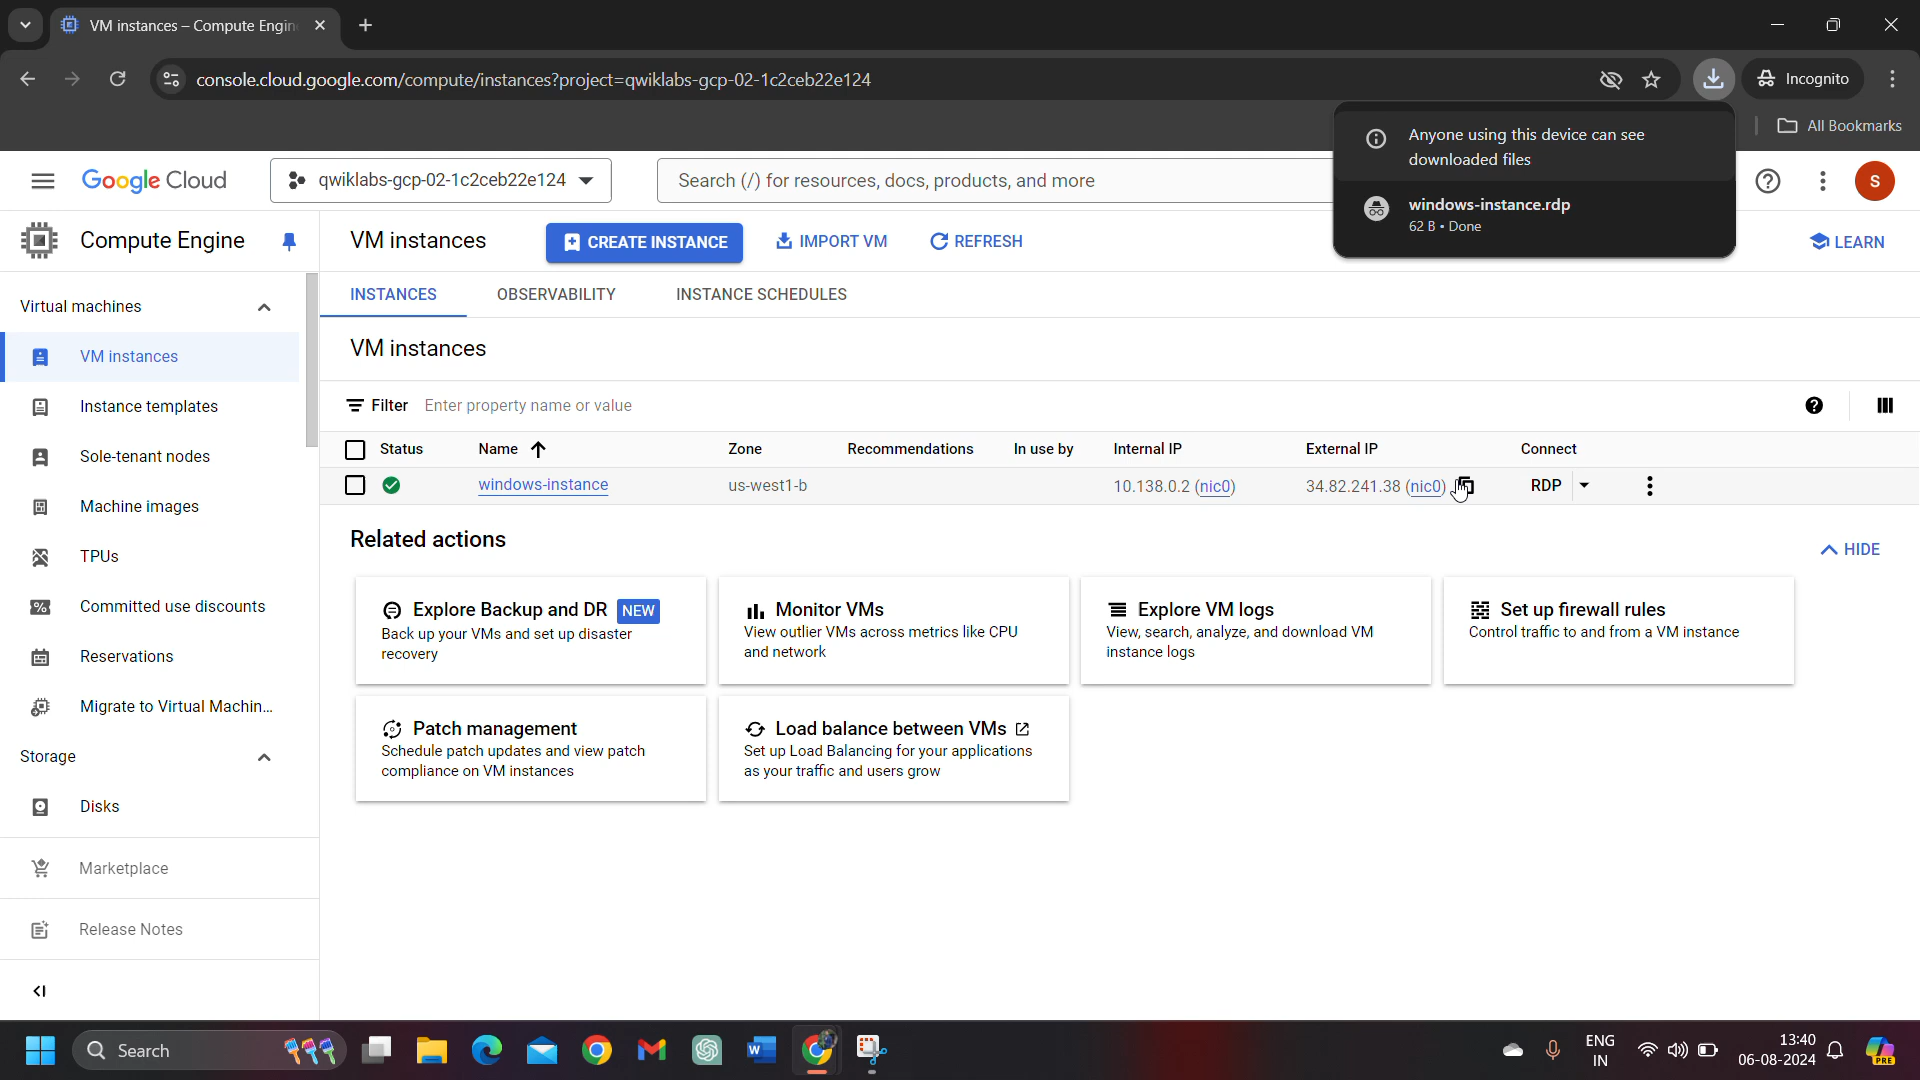 VM instances – Compute Engin
console.cloud.google.com/compute/instances?project=qwiklabs-gcp-02-1c2ceb22e124
Incognito
All Bookmarks
Anyone using this device can see
downloaded files
windows-instance.rdp
62 B • Done
Google Cloud
qwiklabs-gcp-02-1c2ceb22e124
Search (/) for resources, docs, products, and more
S
Compute Engine
VM instances
CREATE INSTANCE
IMPORT VM
REFRESH
LEARN
Virtual machines
VM instances
Instance templates
Sole-tenant nodes
Machine images
TPUs
Committed use discounts
Reservations
Migrate to Virtual Machin...
Storage
Disks
Marketplace
Release Notes
INSTANCES
OBSERVABILITY
INSTANCE SCHEDULES
VM instances
Filter Enter property name or value
Status Name Zone Recommendations In use by Internal IP External IP Connect
windows-instance us-west1-b 10.138.0.2 (nic0) 34.82.241.38 (nic0) RDP
Related actions
HIDE
Explore Backup and DR NEW
Back up your VMs and set up disaster
recovery
Monitor VMs
View outlier VMs across metrics like CPU
and network
Explore VM logs
View, search, analyze, and download VM
instance logs
Set up firewall rules
Control traffic to and from a VM instance
Patch management
Schedule patch updates and view patch
compliance on VM instances
Load balance between VMs
Set up Load Balancing for your applications
as your traffic and users grow
Search
ENG
IN
13:40
06-08-2024
PRE